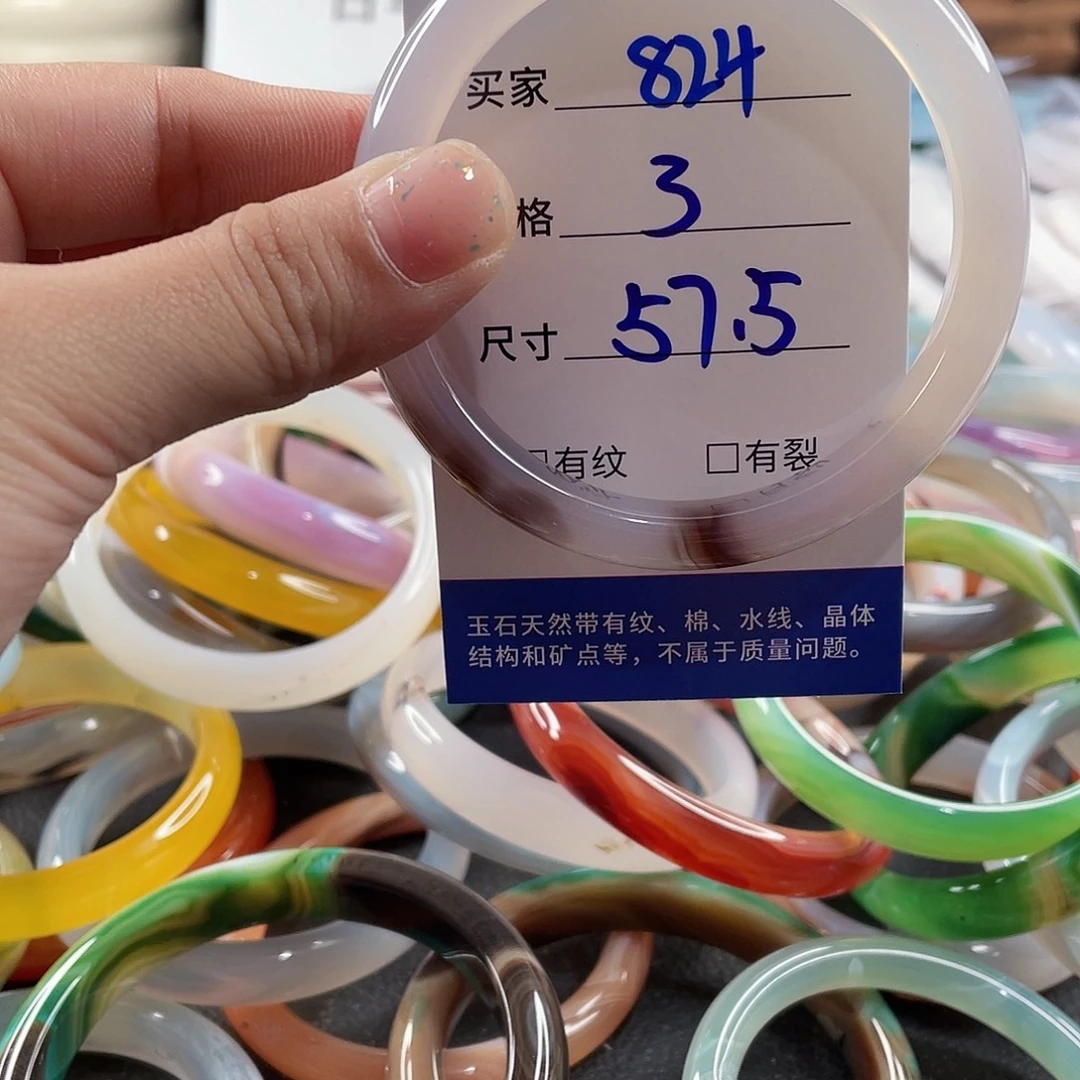 买家 824
格 3
尺寸 57.5
□有纹 □有裂
玉石天然带有纹、棉、水线、晶体
结构和矿点等，不属于质量问题。